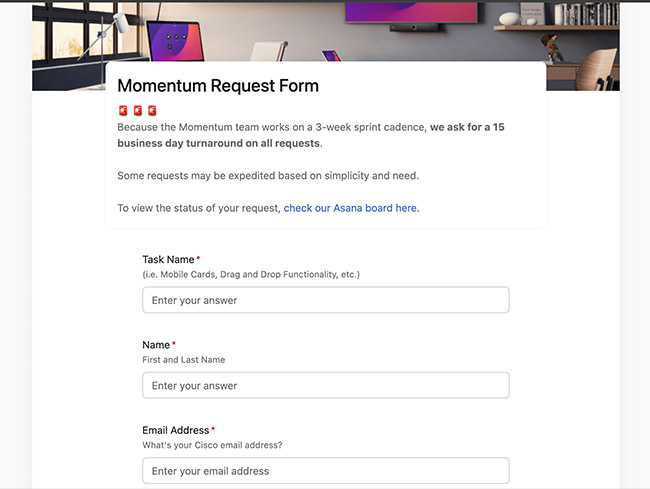 Momentum Request Form
🚨 🚨 🚨
Because the Momentum team works on a 3-week sprint cadence, we ask for a 15
business day turnaround on all requests.
Some requests may be expedited based on simplicity and need.
To view the status of your request, check our Asana board here.
Task Name*
(i.e. Mobile Cards, Drag and Drop Functionality, etc.)
Enter your answer
Name*
First and Last Name
Enter your answer
Email Address*
What's your Cisco email address?
Enter your email address